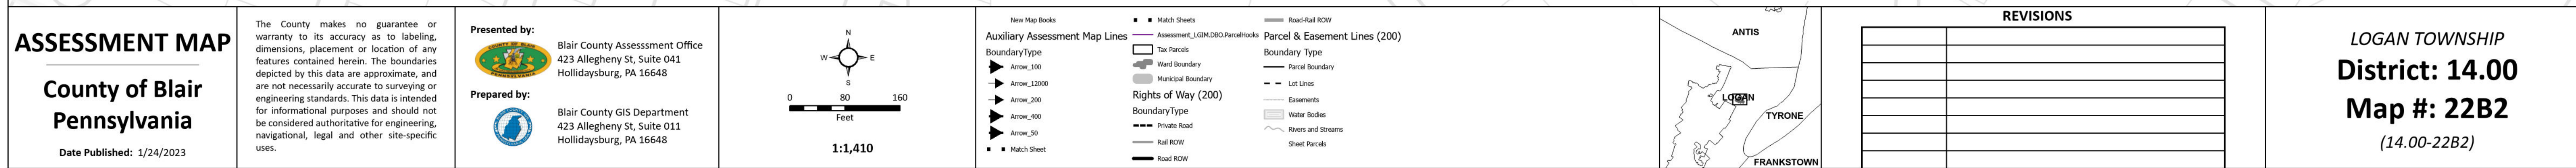 ASSESSMENT MAP
County of Blair
Pennsylvania
Date Published: 1/24/2023
The County makes no guarantee or
warranty to its accuracy as to labeling,
dimensions, placement or location of any
features contained herein. The boundaries
depicted by this data are approximate, and
are not necessarily accurate to surveying or
engineering standards. This data is intended
for informational purposes and should not
be considered authoritative for engineering,
navigational, legal and other site-specific
uses.
Presented by:
COUNTY OF BLAIR
PENNSYLVANIA
Blair County Assesssment Office
423 Allegheny St, Suite 041
Hollidaysburg, PA 16648
Prepared by:
Blair County GIS Department
423 Allegheny St, Suite 011
Hollidaysburg, PA 16648
N
W E
S
0 80 160
Feet
1:1,410
New Map Books
Auxiliary Assessment Map Lines
BoundaryType
Arrow_100
Arrow_12000
Arrow_200
Arrow_400
Arrow_50
Match Sheet
Match Sheets
Assessment_LGIM.DBO.ParcelHooks
Tax Parcels
Ward Boundary
Municipal Boundary
Rights of Way (200)
BoundaryType
Private Road
Rail ROW
Road ROW
Road-Rail ROW
Parcel & Easement Lines (200)
Boundary Type
Parcel Boundary
Lot Lines
Easements
Water Bodies
Rivers and Streams
Sheet Parcels
ANTIS
LOGAN
TYRONE
FRANKSTOWN
REVISIONS
LOGAN TOWNSHIP
District: 14.00
Map #: 22B2
(14.00-22B2)